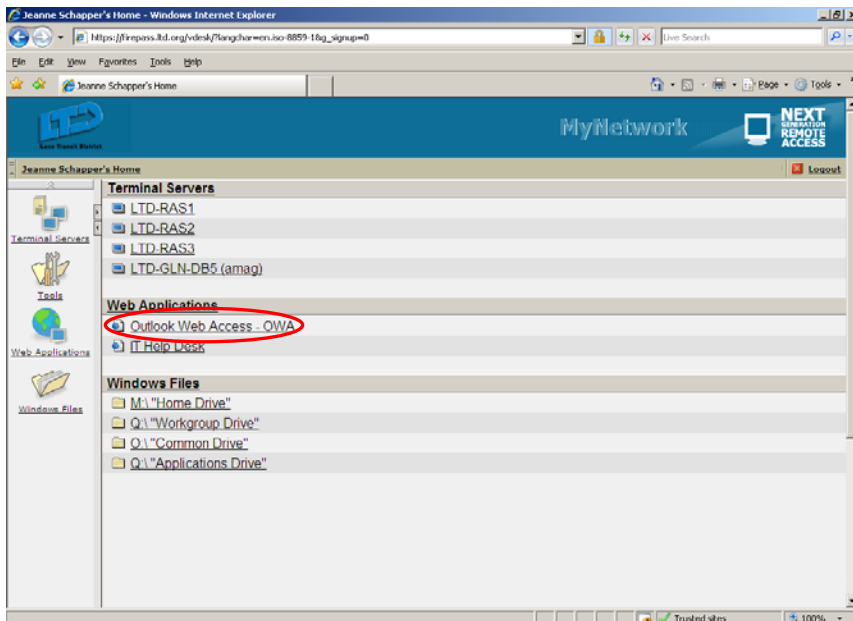 Jeanne Schapper's Home - Windows Internet Explorer
https://firepass.ltd.org/vdesk/?langchar=en.iso-8859-1&g_signup=0
Live Search
File Edit View Favorites Tools Help
Jeanne Schapper's Home
Page Tools
LTD
Lane Transit District
MyNetwork
NEXT
GENERATION
REMOTE
ACCESS
Jeanne Schapper's Home
Logout
Terminal Servers
LTD-RAS1
LTD-RAS2
LTD-RAS3
LTD-GLN-DB5 (amag)
Terminal Servers
Tools
Web Applications
Outlook Web Access - OWA
IT Help Desk
Web Applications
Windows Files
M:\ "Home Drive"
Q:\ "Workgroup Drive"
O:\ "Common Drive"
Q:\ "Applications Drive"
Windows Files
Trusted sites
100%